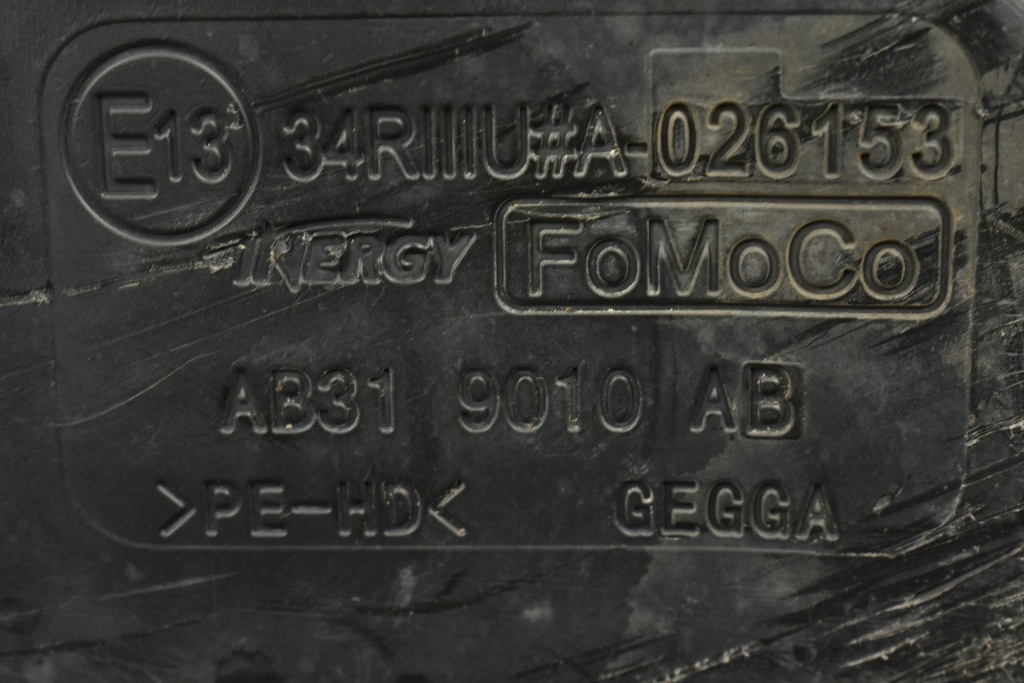 E13 34RIIIU#A-026153
INERGY FoMoCo
AB31 9010 AB
>PE-HD< GEGGA